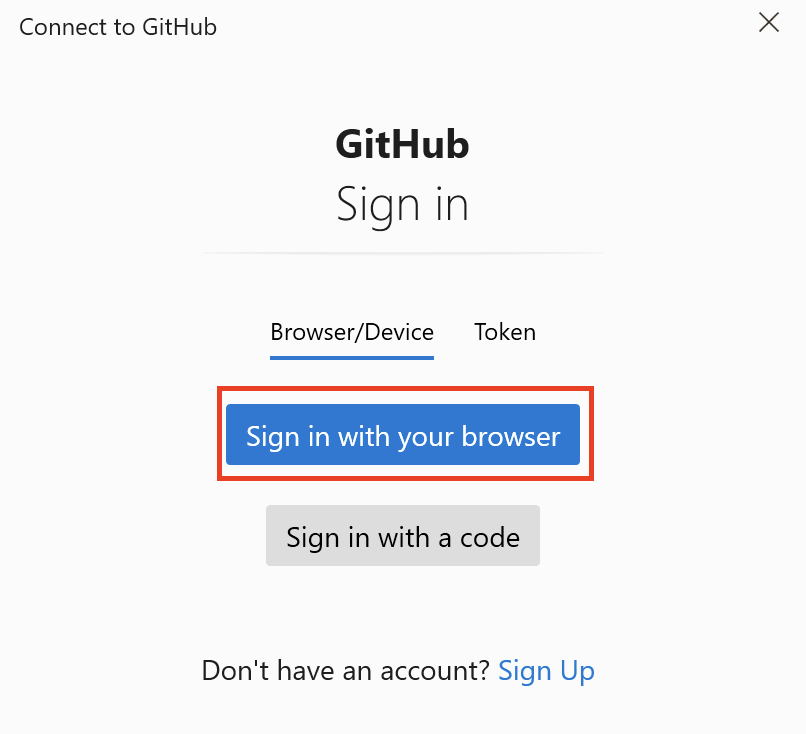 Connect to GitHub
GitHub
Sign in
Browser/Device Token
Sign in with your browser
Sign in with a code
Don't have an account? Sign Up